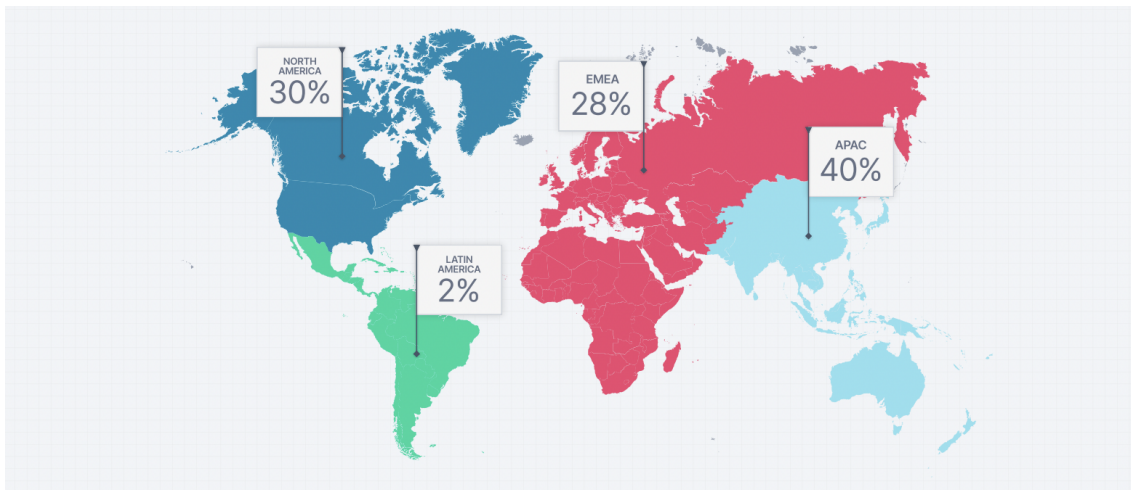 NORTH
AMERICA
30%
EMEA
28%
APAC
40%
LATIN
AMERICA
2%